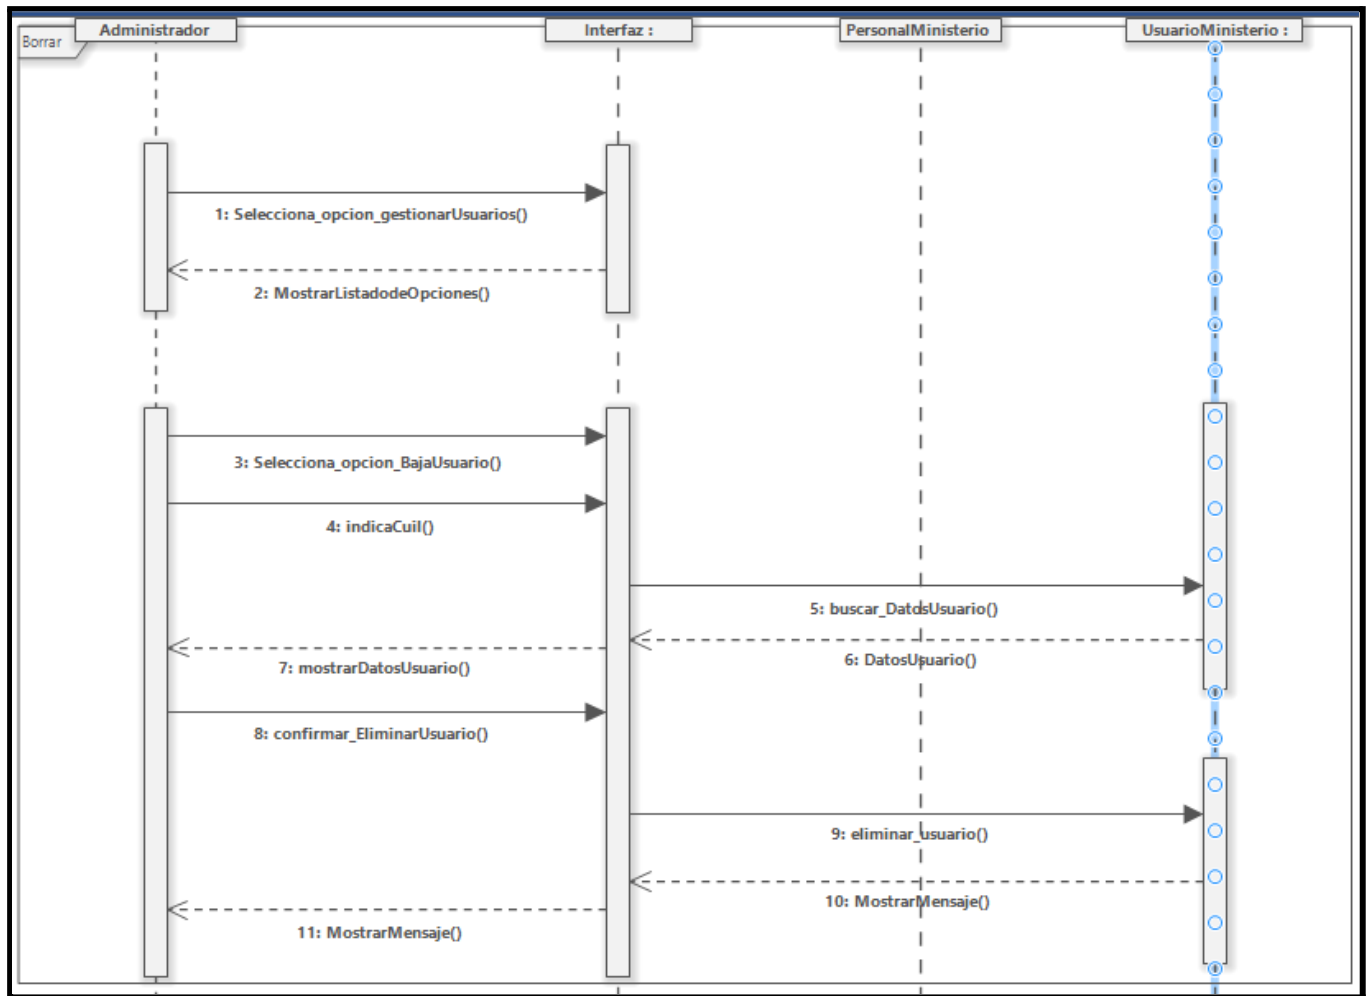 Borrar
Administrador
Interfaz :
PersonalMinisterio
UsuarioMinisterio :
1: Selecciona_opcion_gestionarUsuarios()
2: MostrarListadodeOpciones()
3: Selecciona_opcion_BajaUsuario()
4: indicaCuil()
5: buscar_DatosUsuario()
6: DatosUsuario()
7: mostrarDatosUsuario()
8: confirmar_EliminarUsuario()
9: eliminar_usuario()
10: MostrarMensaje()
11: MostrarMensaje()